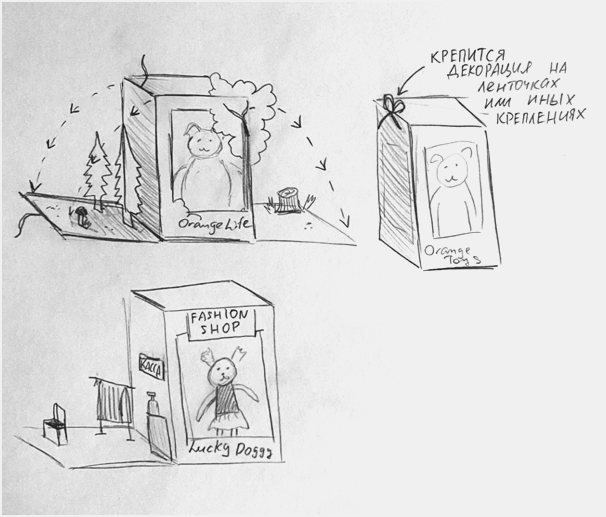 КРЕПИТСЯ
ДЕКОРАЦИЯ НА
ЛЕНТОЧКАХ
ИЛИ ИНЫХ
КРЕПЛЕНИЯХ
Orange Life
Orange
Toys
FASHION
SHOP
КАССА
Lucky Doggy